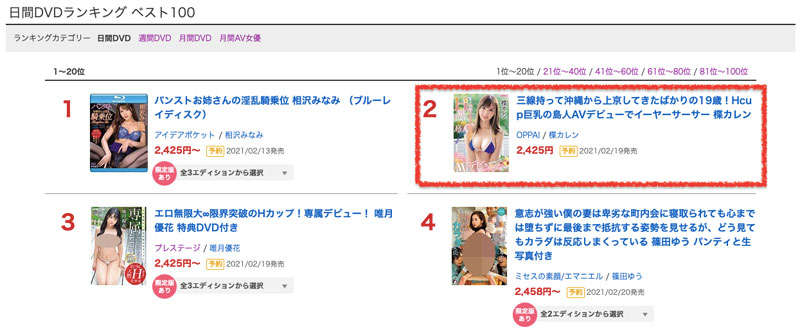 日間DVDランキング ベスト100
ランキングカテゴリー 日間DVD 週間DVD 月間DVD 月間AV女優
1〜20位
1位〜20位 / 21位〜40位 / 41位〜60位 / 61位〜80位 / 81位〜100位
1
パンストお姉さんの淫乱騎乗位 相沢みなみ （ブルーレ
イディスク）
アイデアポケット / 相沢みなみ
2,425円〜 予約 2021/02/13発売
限定版
あり
全3エディションから選択
2
三線持って沖縄から上京してきたばかりの19歳！Hcu
p巨乳の島人AVデビューでイーヤーサーサー 楪カレン
OPPAI / 楪カレン
2,425円 予約 2021/02/19発売
3
エロ無限大∞限界突破のHカップ！専属デビュー！ 唯月
優花 特典DVD付き
プレステージ / 唯月優花
2,425円〜 予約 2021/02/19発売
限定版
あり
全3エディションから選択
4
意志が強い僕の妻は卑劣な町内会に寝取られても心まで
は堕ちずに最後まで抵抗する姿勢を見せるが、どう見て
もカラダは反応しまくっている 篠田ゆう パンティと生
写真付き
ミセスの素顔/エマニエル / 篠田ゆう
2,458円〜 予約 2021/02/20発売
限定版
あり
全2エディションから選択